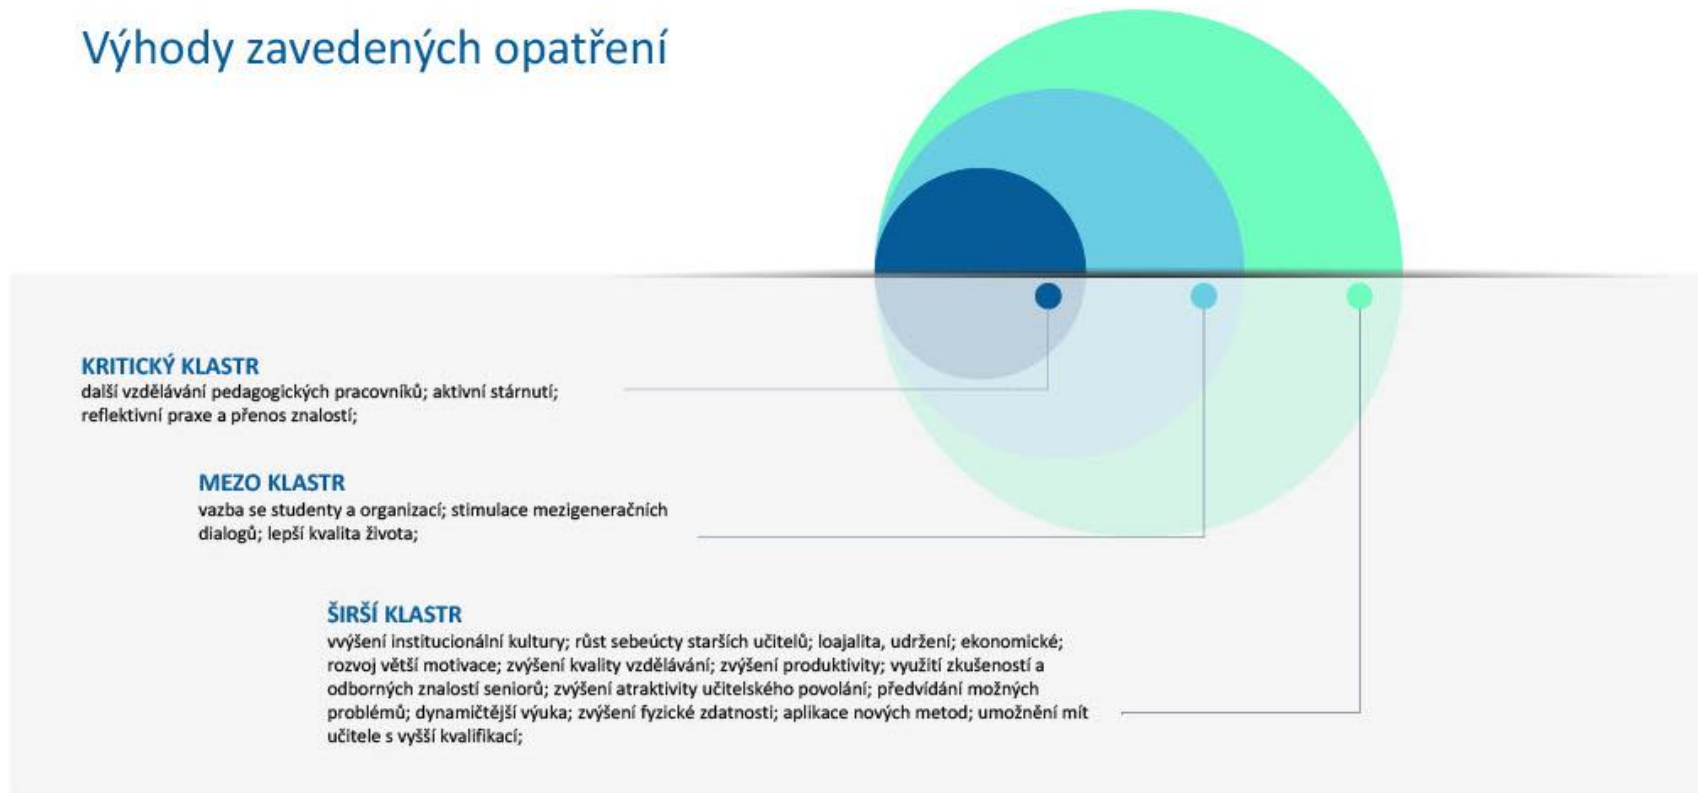 Výhody zavedených opatření
KRITICKÝ KLASTR
další vzdělávání pedagogických pracovníků; aktivní stárnutí;
reflektivní praxe a přenos znalostí;
MEZO KLASTR
vazba se studenty a organizací; stimulace mezigeneračních
dialogů; lepší kvalita života;
ŠIRŠÍ KLASTR
vvýšení institucionální kultury; růst sebeúcty starších učitelů; loajalita, udržení; ekonomické;
rozvoj větší motivace; zvýšení kvality vzdělávání; zvýšení produktivity; využití zkušeností a
odborných znalostí seniorů; zvýšení atraktivity učitelského povolání; předvídání možných
problémů; dynamičtější výuka; zvýšení fyzické zdatnosti; aplikace nových metod; umožnění mít
učitele s vyšší kvalifikací;